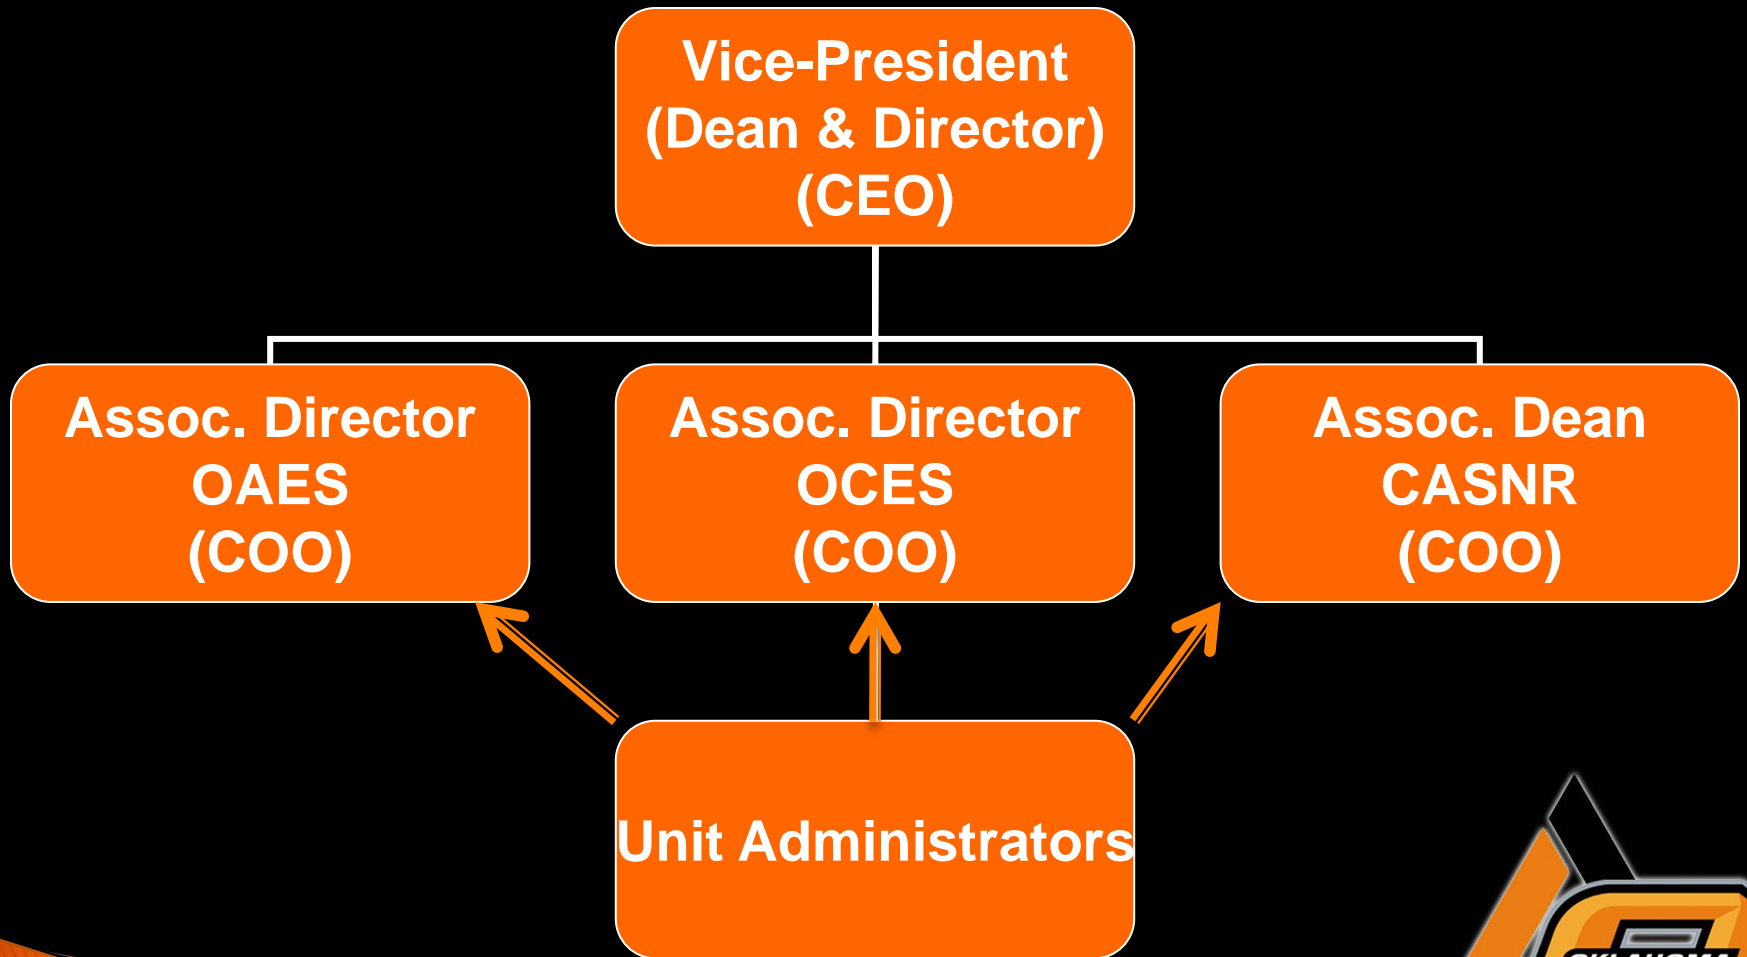 Vice-President
(Dean & Director)
(CEO)
Assoc. Director
OAES
(COO)
Assoc. Director
OCES
(COO)
Assoc. Dean
CASNR
(COO)
Unit Administrators
OKLAHOMA